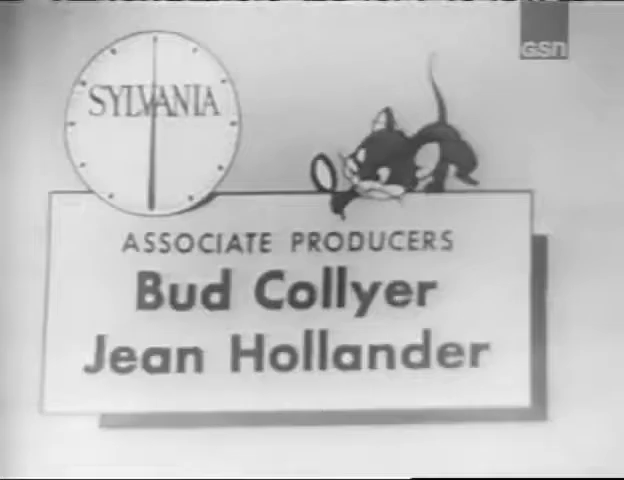 GSN
SYLVANIA
ASSOCIATE PRODUCERS
Bud Collyer
Jean Hollander